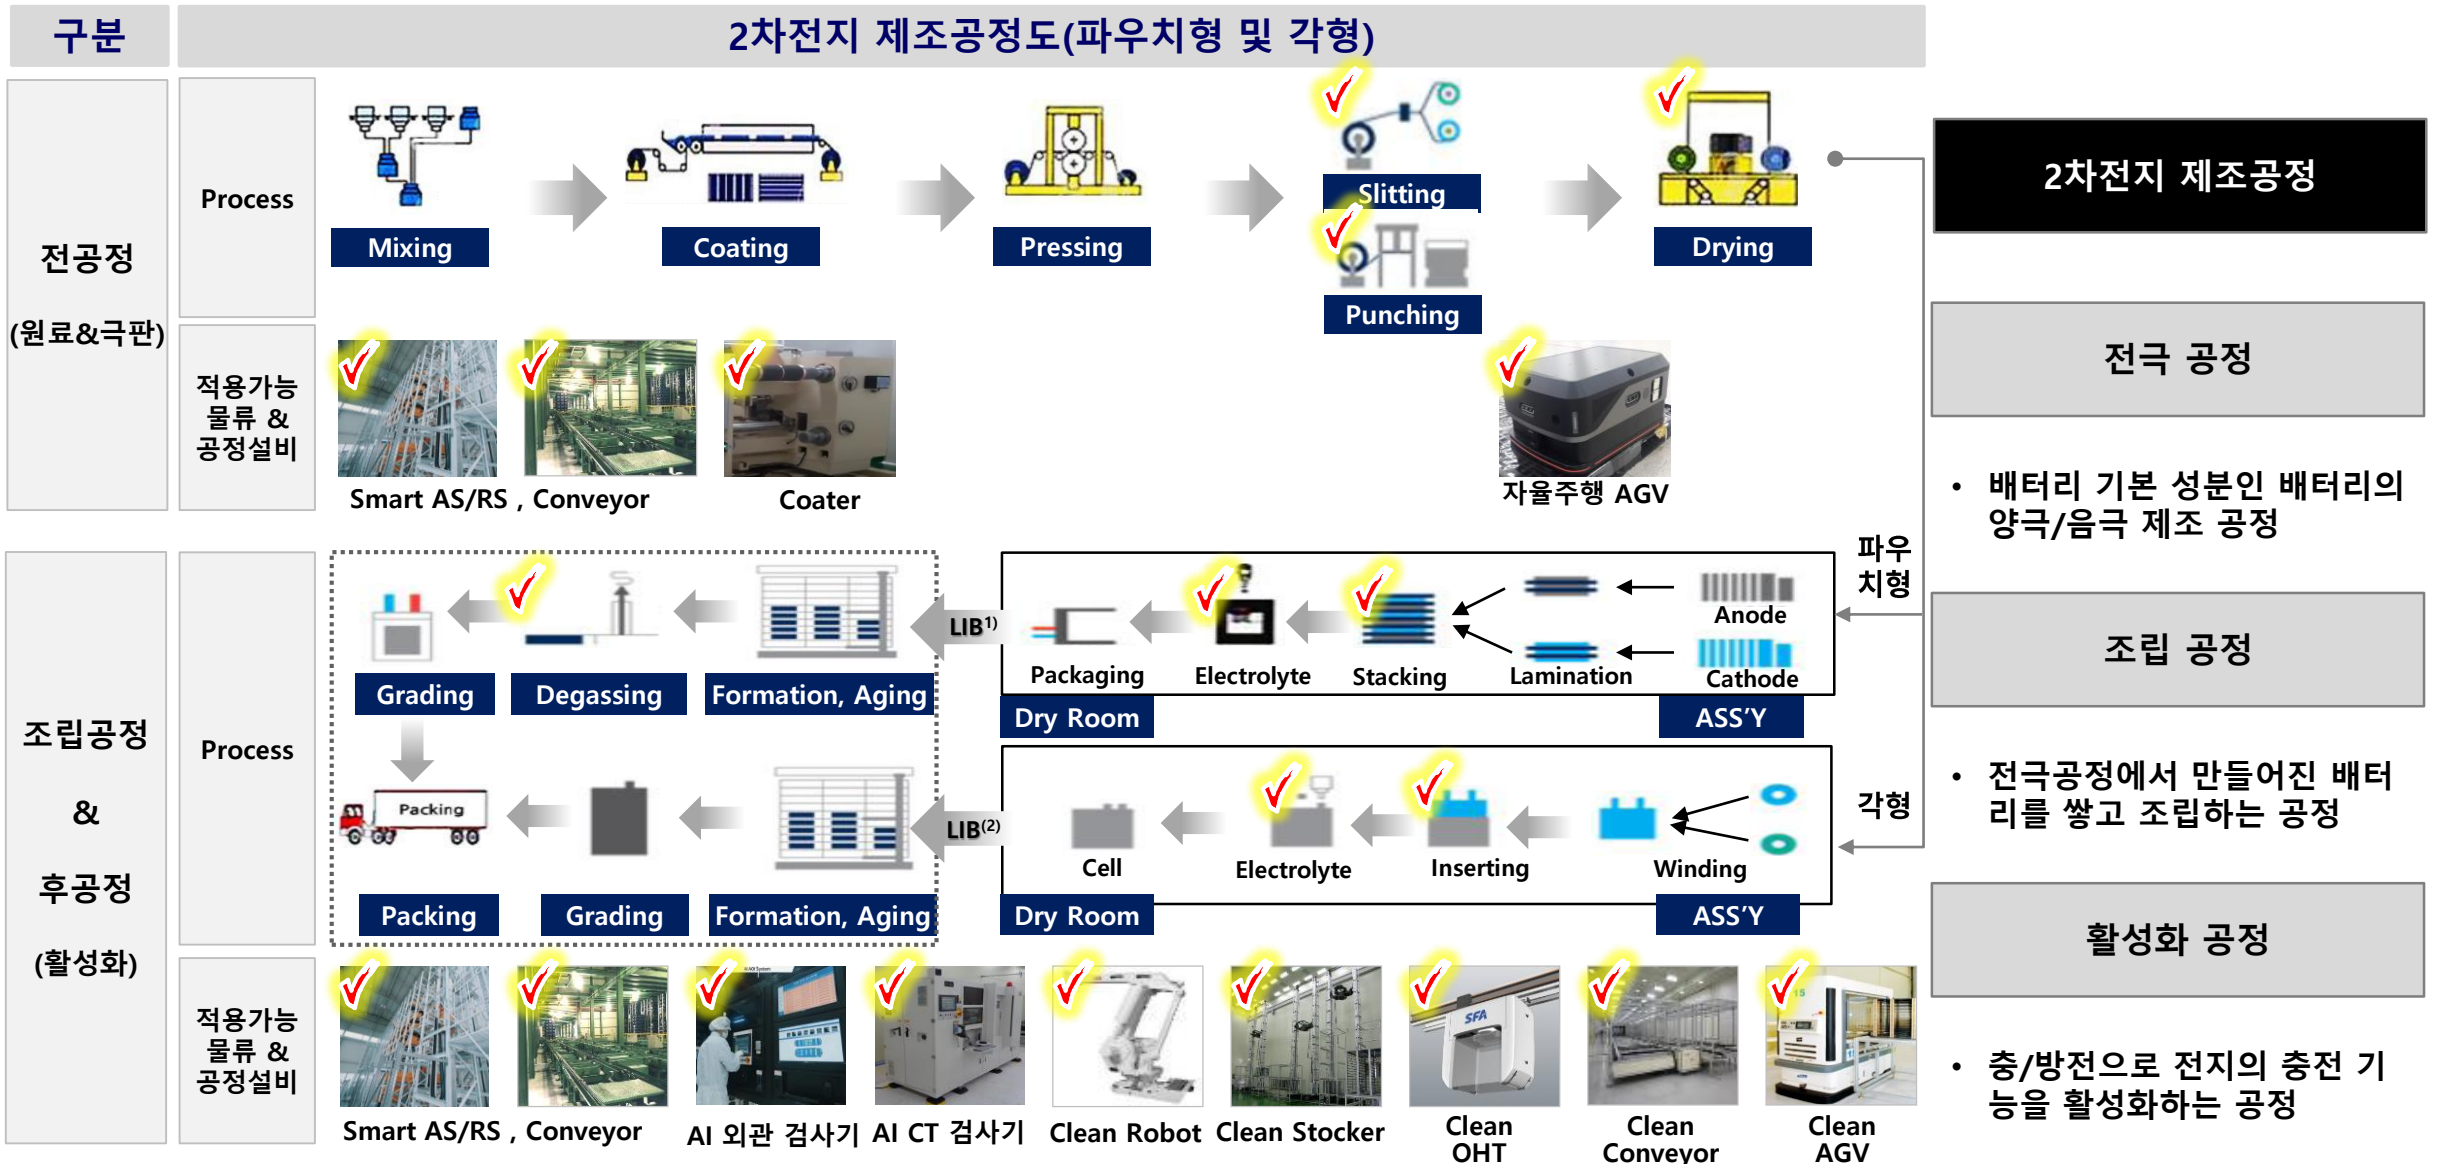 구분
2차전지 제조공정도(파우치형 및 각형)
전공정
(원료&극판)
Process
Mixing
Coating
Pressing
Slitting
Punching
Drying
적용가능
물류 &
공정설비
Smart AS/RS , Conveyor
Coater
자율주행 AGV
조립공정
&
후공정
(활성화)
Process
Grading
Degassing
Formation, Aging
LIB1)
Packaging
Electrolyte
Stacking
Lamination
Anode
Cathode
Dry Room
ASS'Y
파우
치형
Packing
Packing
Grading
Formation, Aging
LIB(2)
Cell
Electrolyte
Inserting
Winding
Dry Room
ASS'Y
각형
적용가능
물류 &
공정설비
SFA
15
Smart AS/RS , Conveyor
AI 외관 검사기
AI CT 검사기
Clean Robot
Clean Stocker
Clean
OHT
Clean
Conveyor
Clean
AGV
2차전지 제조공정
전극 공정
• 배터리 기본 성분인 배터리의
양극/음극 제조 공정
조립 공정
• 전극공정에서 만들어진 배터
리를 쌓고 조립하는 공정
활성화 공정
• 충/방전으로 전지의 충전 기
능을 활성화하는 공정